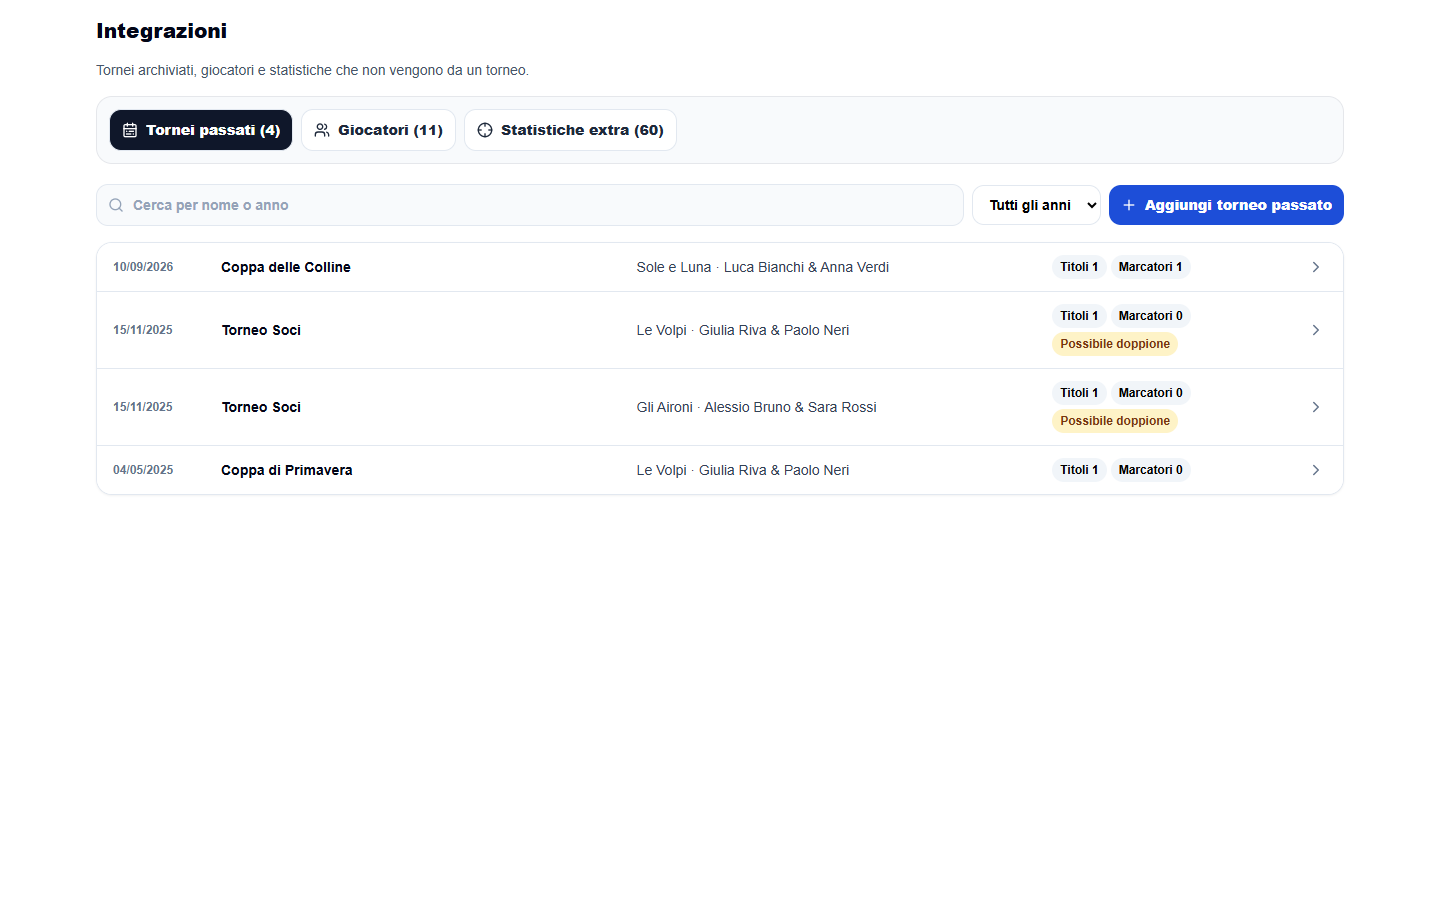 Integrazioni
Tornei archiviati, giocatori e statistiche che non vengono da un torneo.
Tornei passati (4) Giocatori (11) Statistiche extra (60)
Cerca per nome o anno Tutti gli anni Aggiungi torneo passato
10/09/2026 Coppa delle Colline Sole e Luna · Luca Bianchi & Anna Verdi Titoli 1 Marcatori 1
15/11/2025 Torneo Soci Le Volpi · Giulia Riva & Paolo Neri Titoli 1 Marcatori 0
Possibile doppione
15/11/2025 Torneo Soci Gli Aironi · Alessio Bruno & Sara Rossi Titoli 1 Marcatori 0
Possibile doppione
04/05/2025 Coppa di Primavera Le Volpi · Giulia Riva & Paolo Neri Titoli 1 Marcatori 0